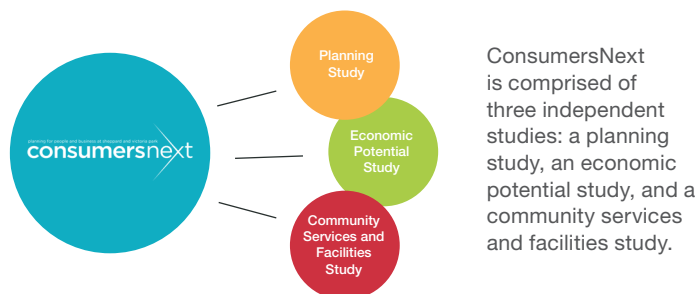 planning for people and business at sheppard and victoria park
consumersnext
Planning
Study
Economic
Potential
Study
Community
Services and
Facilities
Study
ConsumersNext
is comprised of
three independent
studies: a planning
study, an economic
potential study, and a
community services
and facilities study.